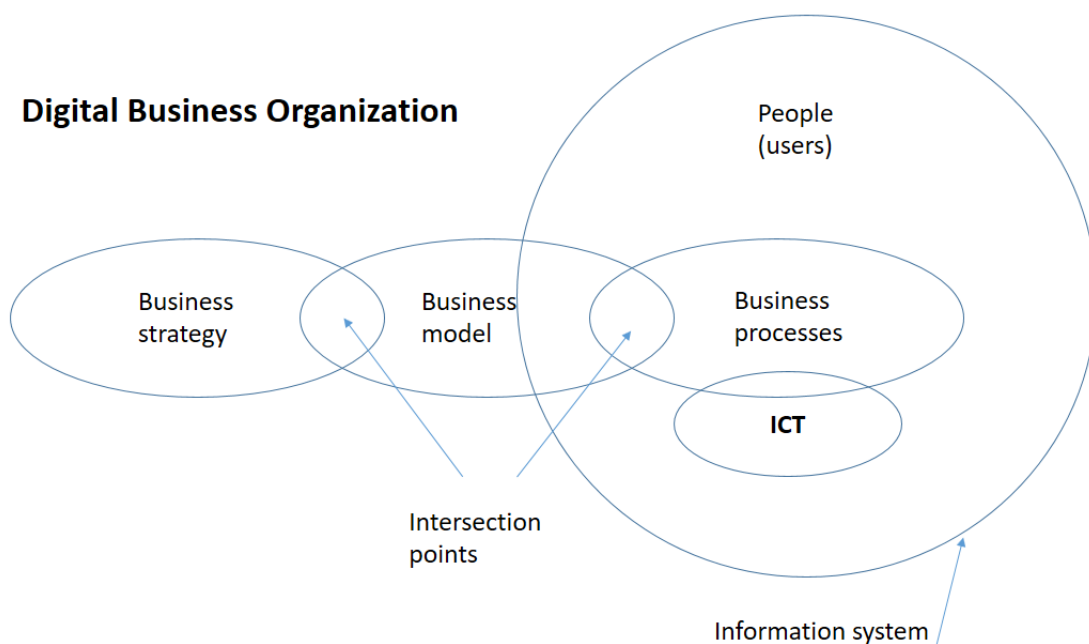 Digital Business Organization
People
(users)
Business
strategy
Business
model
Business
processes
ICT
Intersection
points
Information system